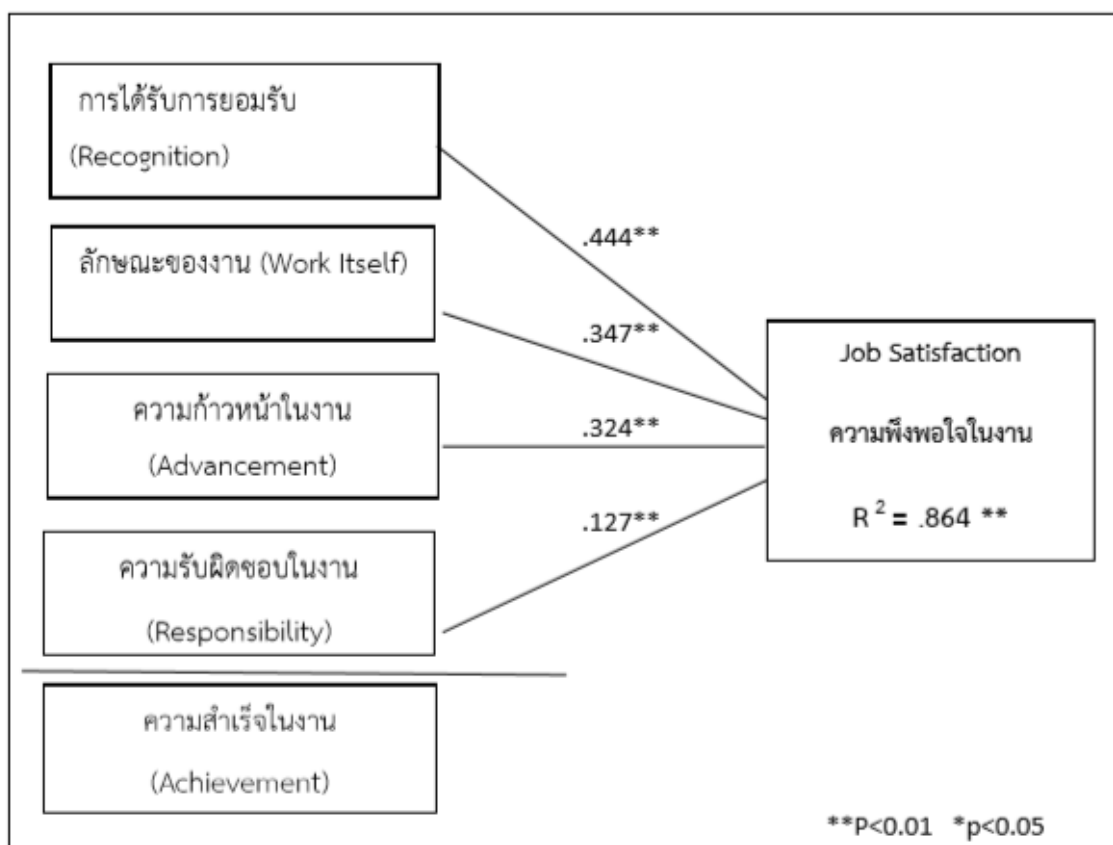 การได้รับการยอมรับ
(Recognition)
ลักษณะของงาน (Work Itself)
ความก้าวหน้าในงาน
(Advancement)
ความรับผิดชอบในงาน
(Responsibility)
ความสำเร็จในงาน
(Achievement)
.444**
.347**
.324**
.127**
Job Satisfaction
ความพึงพอใจในงาน
R 2 = .864 **
**P<0.01 *p<0.05